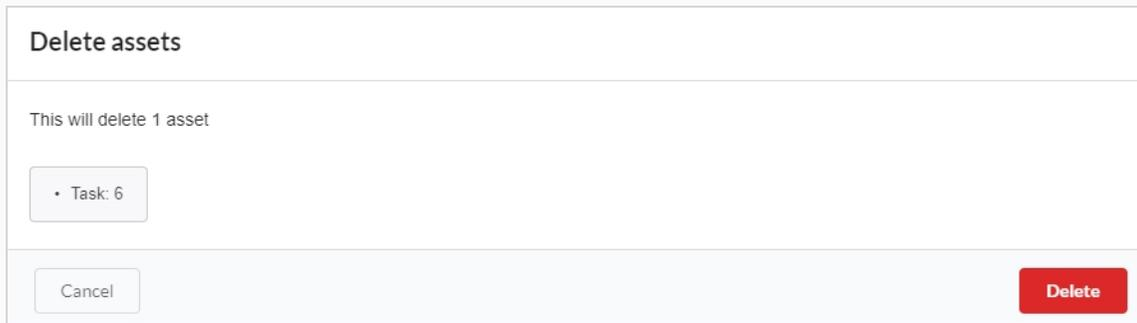 Delete assets
This will delete 1 asset
• Task: 6
Cancel
Delete